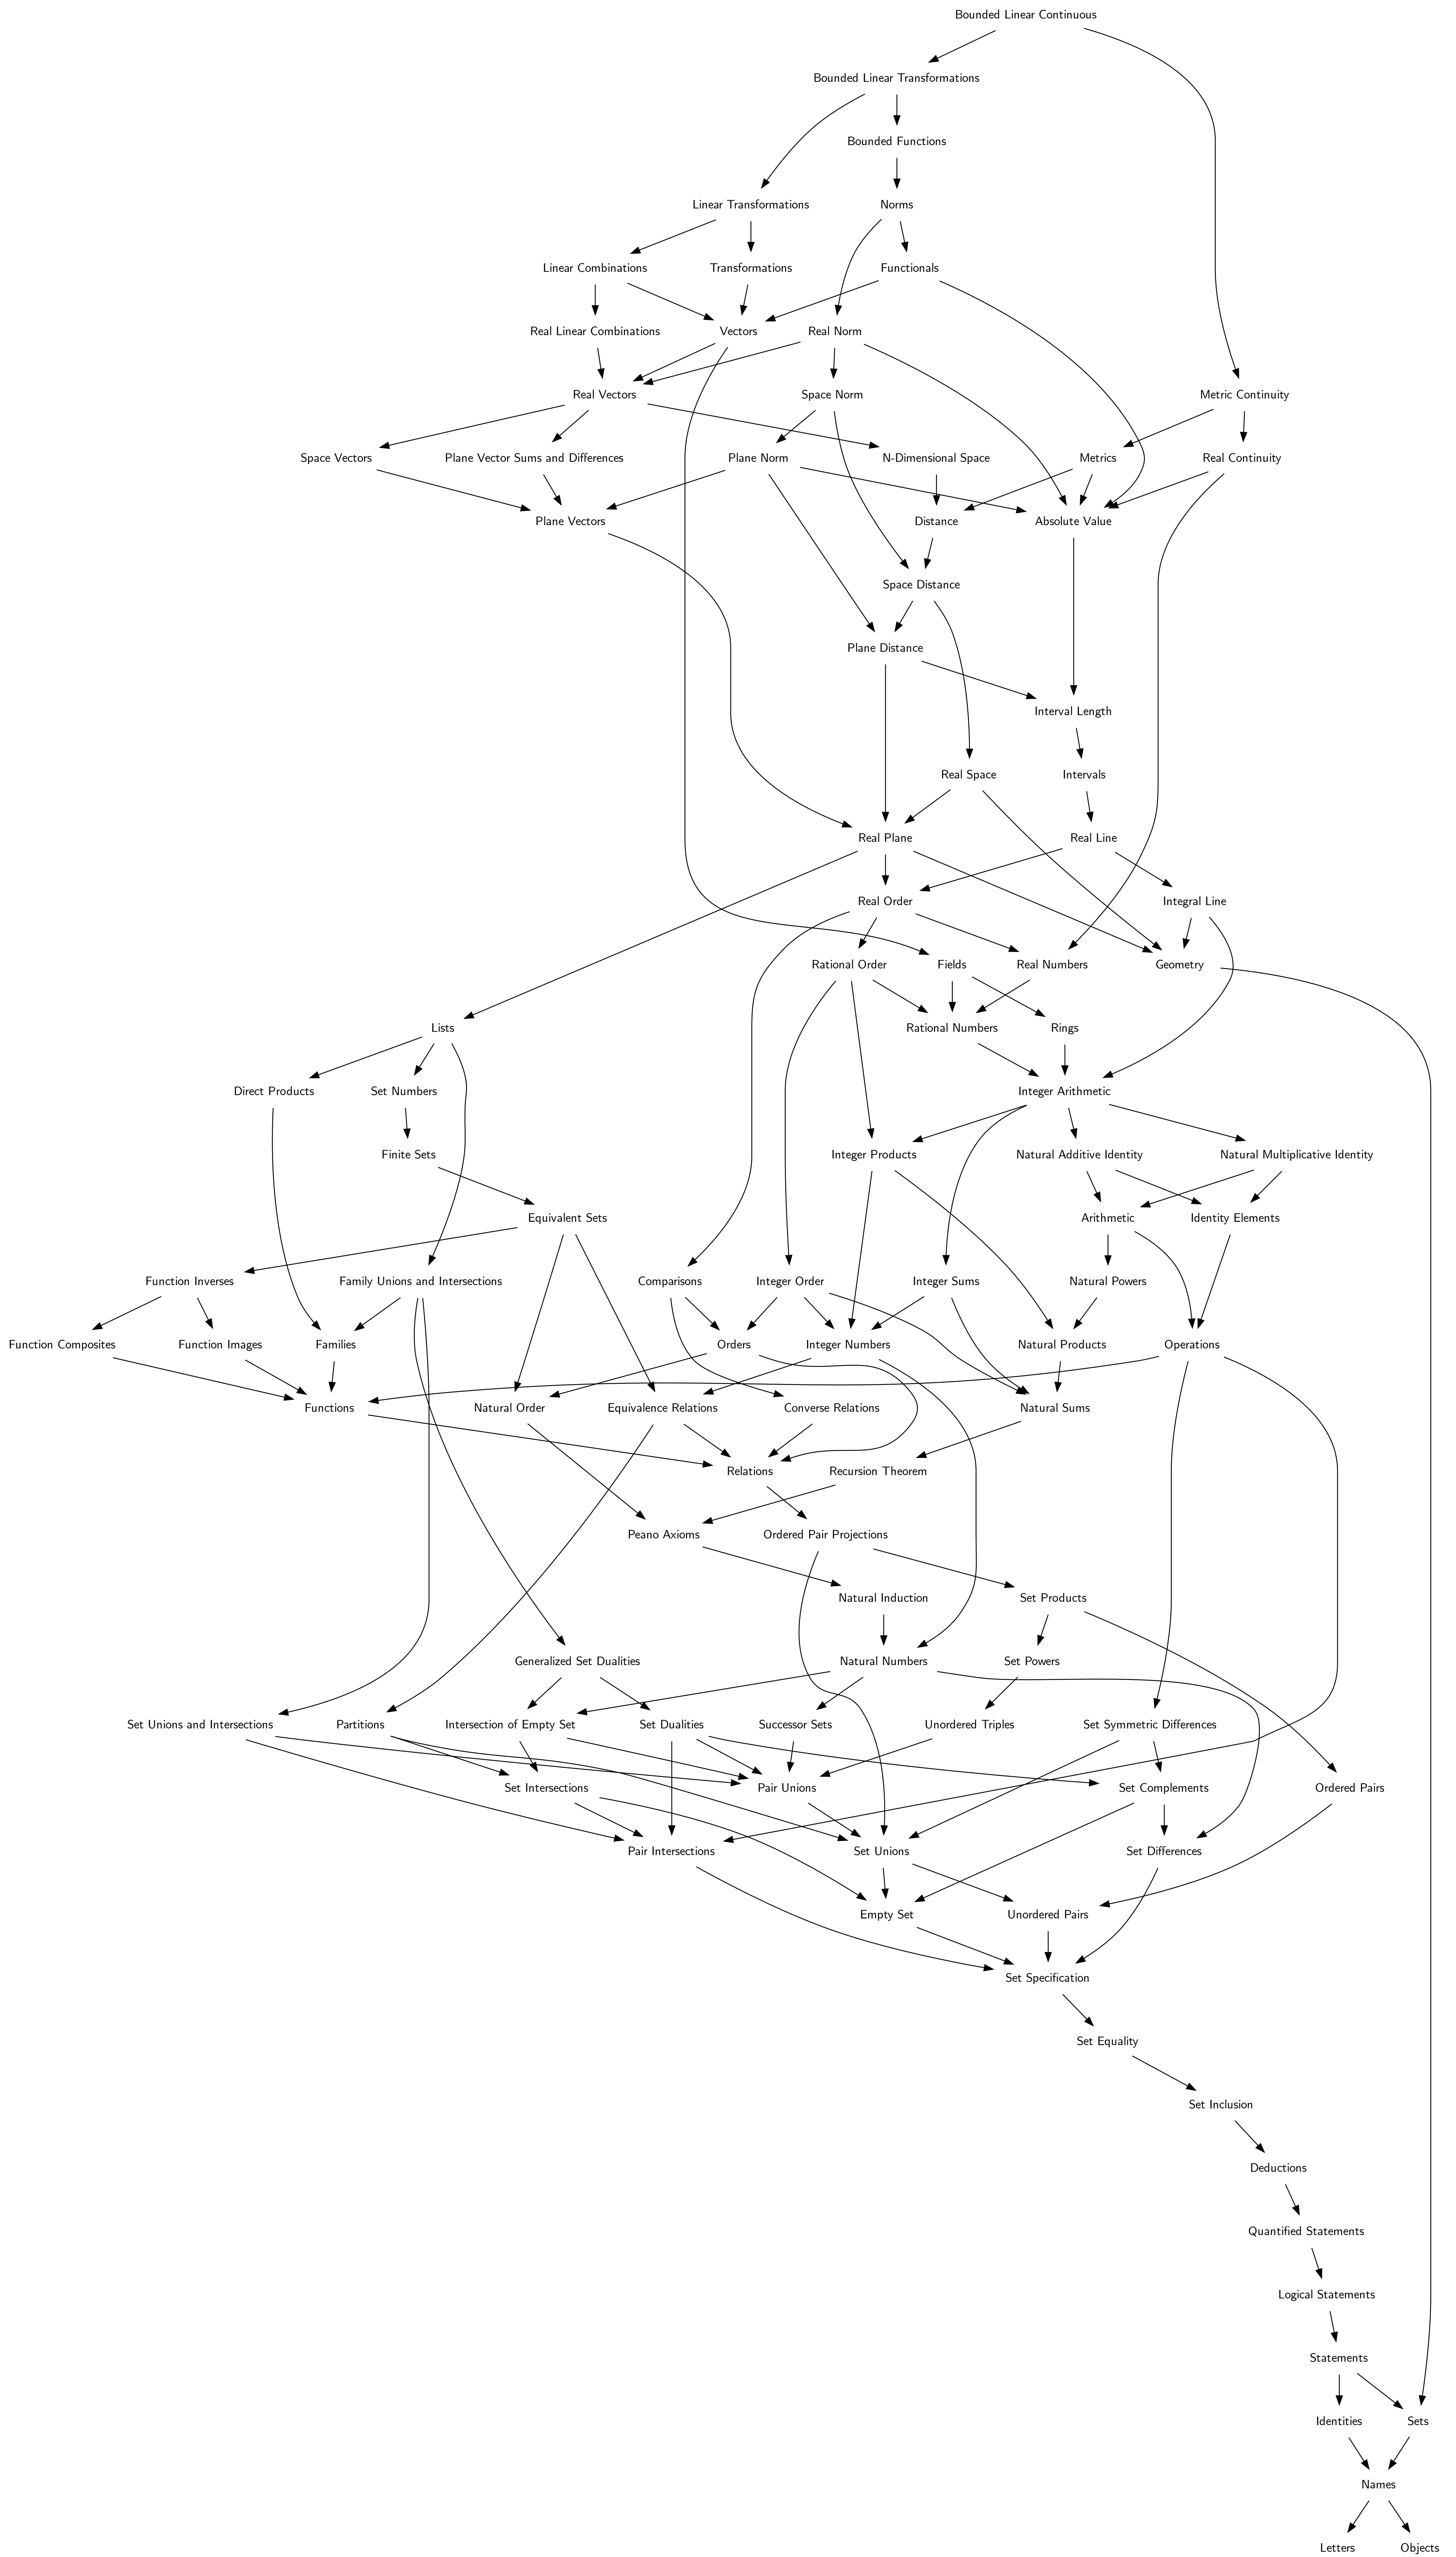 Bounded Linear Continuous
Bounded Linear Transformations
Bounded Functions
Linear Transformations Norms
Linear Combinations Transformations Functionals
Real Linear Combinations Vectors Real Norm
Real Vectors Space Norm Metric Continuity
Space Vectors Plane Vector Sums and Differences Plane Norm N-Dimensional Space Metrics Real Continuity
Plane Vectors Distance Absolute Value
Space Distance
Plane Distance
Interval Length
Real Space Intervals
Real Plane Real Line
Real Order Integral Line
Rational Order Fields Real Numbers Geometry
Lists Rational Numbers Rings
Direct Products Set Numbers Integer Arithmetic
Finite Sets Integer Products Natural Additive Identity Natural Multiplicative Identity
Equivalent Sets Arithmetic Identity Elements
Function Inverses Family Unions and Intersections Comparisons Integer Order Integer Sums Natural Powers
Function Composites Function Images Families Orders Integer Numbers Natural Products Operations
Functions Natural Order Equivalence Relations Converse Relations Natural Sums
Relations Recursion Theorem
Peano Axioms Ordered Pair Projections
Natural Induction Set Products
Generalized Set Dualities Natural Numbers Set Powers
Set Unions and Intersections Partitions Intersection of Empty Set Set Dualities Successor Sets Unordered Triples Set Symmetric Differences
Set Intersections Pair Unions Set Complements Ordered Pairs
Pair Intersections Set Unions Set Differences
Empty Set Unordered Pairs
Set Specification
Set Equality
Set Inclusion
Deductions
Quantified Statements
Logical Statements
Statements
Identities Sets
Names
Letters Objects